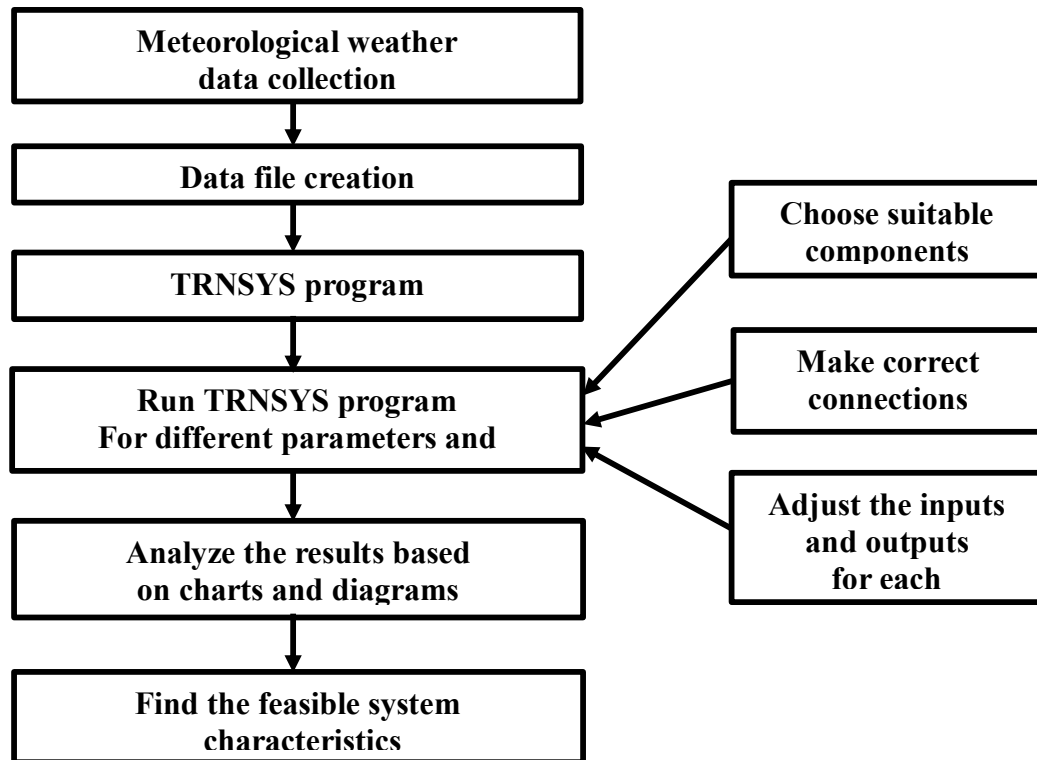 Meteorological weather
data collection
Data file creation
TRNSYS program
Run TRNSYS program
For different parameters and
Analyze the results based
on charts and diagrams
Find the feasible system
characteristics
Choose suitable
components
Make correct
connections
Adjust the inputs
and outputs
for each